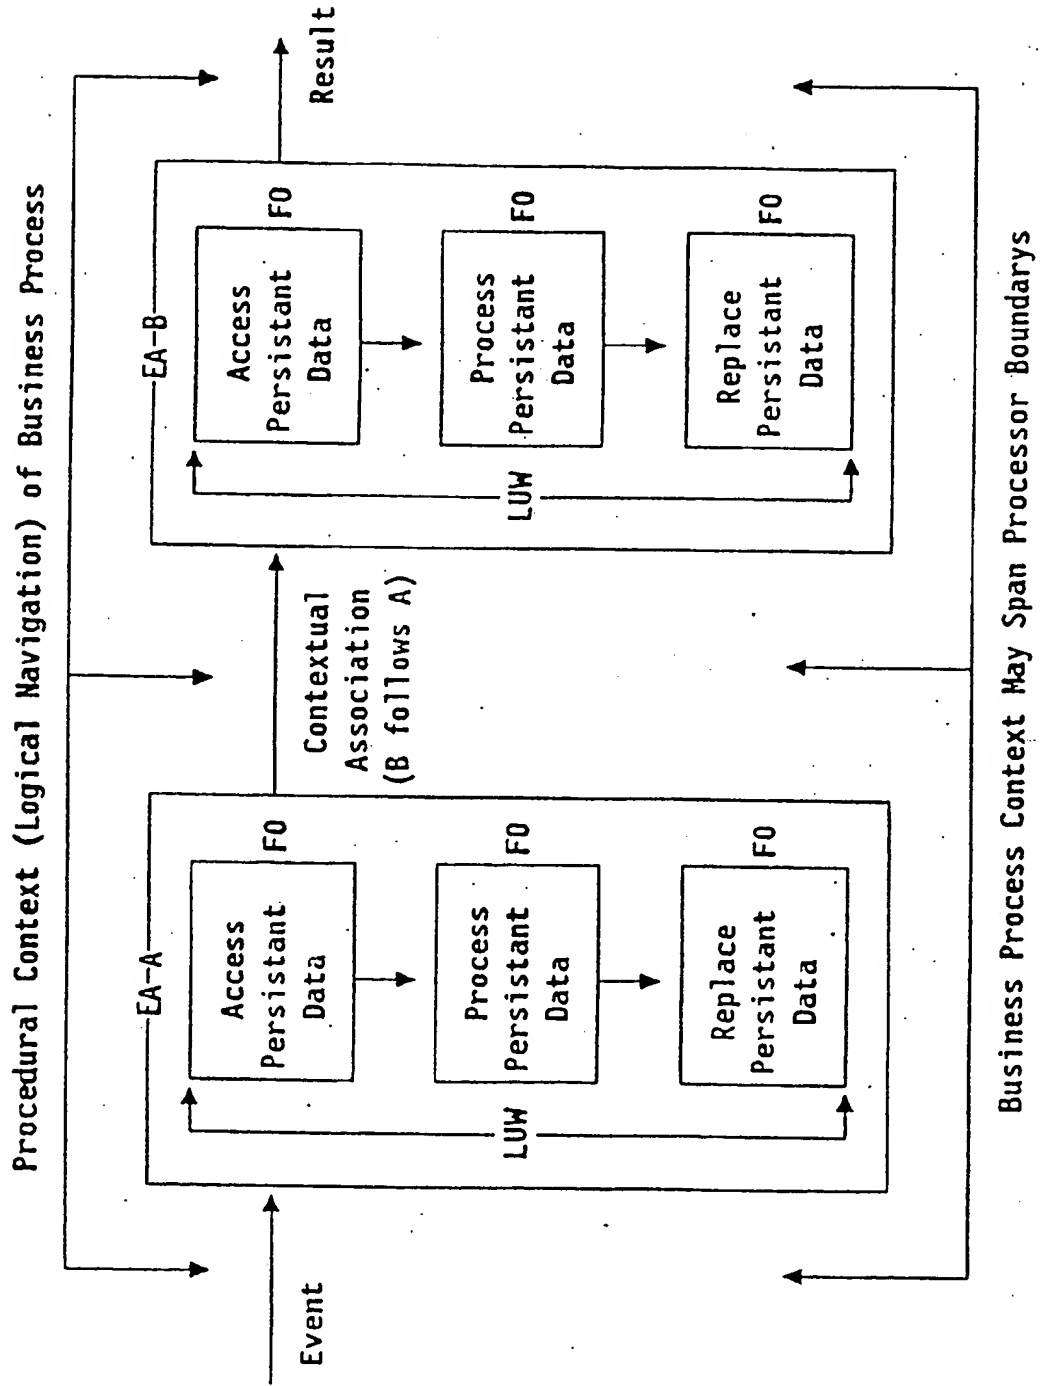 Procedural Context (Logical Navigation) of Business Process
Event
EA-A
LUW
Access
Persistant
Data
FO
Process
Persistant
Data
FO
Replace
Persistant
Data
FO
Contextual
Association
(B follows A)
EA-B
LUW
Access
Persistant
Data
FO
Process
Persistant
Data
FO
Replace
Persistant
Data
FO
Result
Business Process Context May Span Processor Boundarys